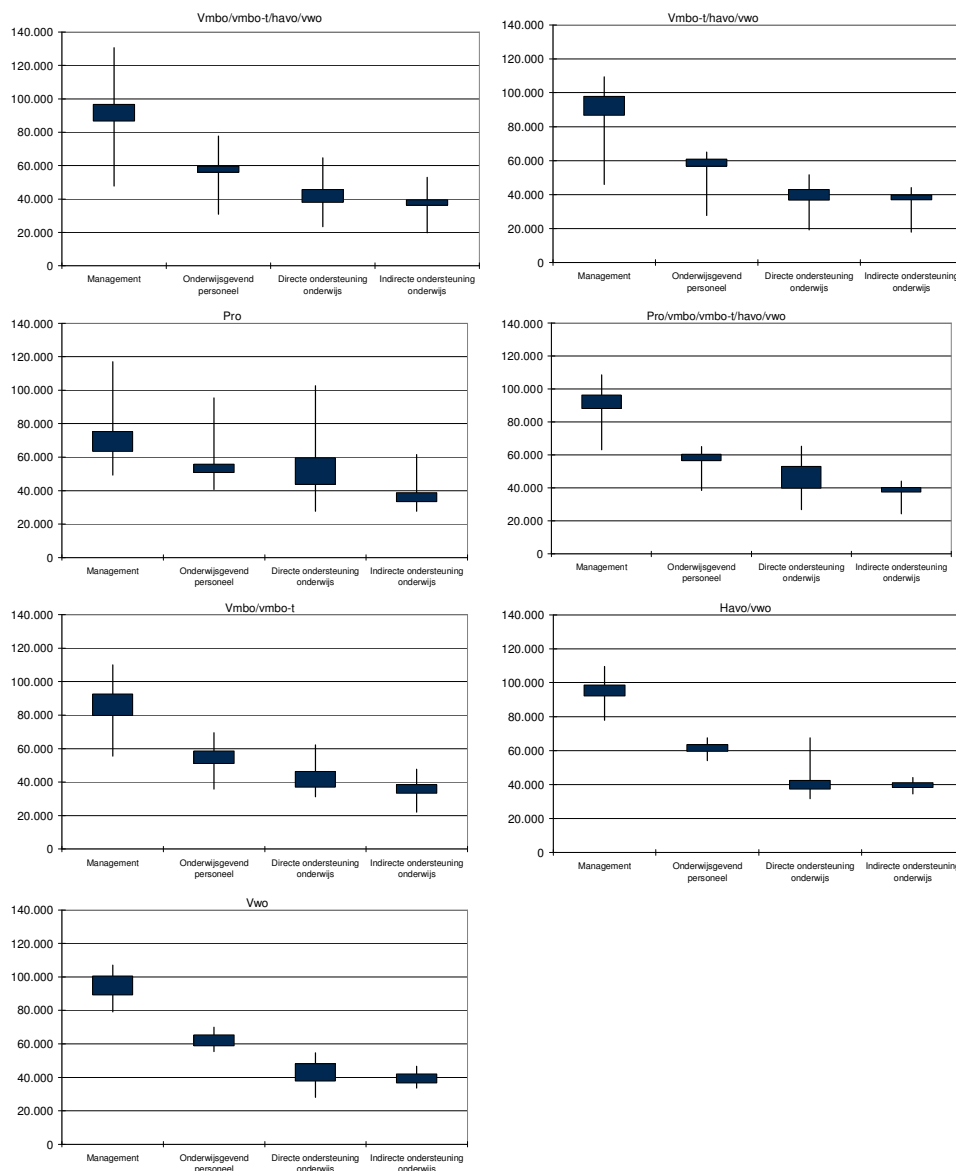 Vmbo/vmbo-t/havo/vwo
140.000
120.000
100.000
80.000
60.000
40.000
20.000
0
Management
Onderwijsgevend
personeel
Directe ondersteuning
onderwijs
Indirecte ondersteuning
onderwijs
Vmbo-t/havo/vwo
140.000
120.000
100.000
80.000
60.000
40.000
20.000
0
Management
Onderwijsgevend
personeel
Directe ondersteuning
onderwijs
Indirecte ondersteuning
onderwijs
Pro
140.000
120.000
100.000
80.000
60.000
40.000
20.000
0
Management
Onderwijsgevend
personeel
Directe ondersteuning
onderwijs
Indirecte ondersteuning
onderwijs
Pro/vmbo/vmbo-t/havo/vwo
140.000
120.000
100.000
80.000
60.000
40.000
20.000
0
Management
Onderwijsgevend
personeel
Directe ondersteuning
onderwijs
Indirecte ondersteuning
onderwijs
Vmbo/vmbo-t
140.000
120.000
100.000
80.000
60.000
40.000
20.000
0
Management
Onderwijsgevend
personeel
Directe ondersteuning
onderwijs
Indirecte ondersteuning
onderwijs
Havo/vwo
140.000
120.000
100.000
80.000
60.000
40.000
20.000
0
Management
Onderwijsgevend
personeel
Directe ondersteuning
onderwijs
Indirecte ondersteuning
onderwijs
Vwo
140.000
120.000
100.000
80.000
60.000
40.000
20.000
0
Management
Onderwijsgevend
personeel
Directe ondersteuning
onderwijs
Indirecte ondersteuning
onderwijs